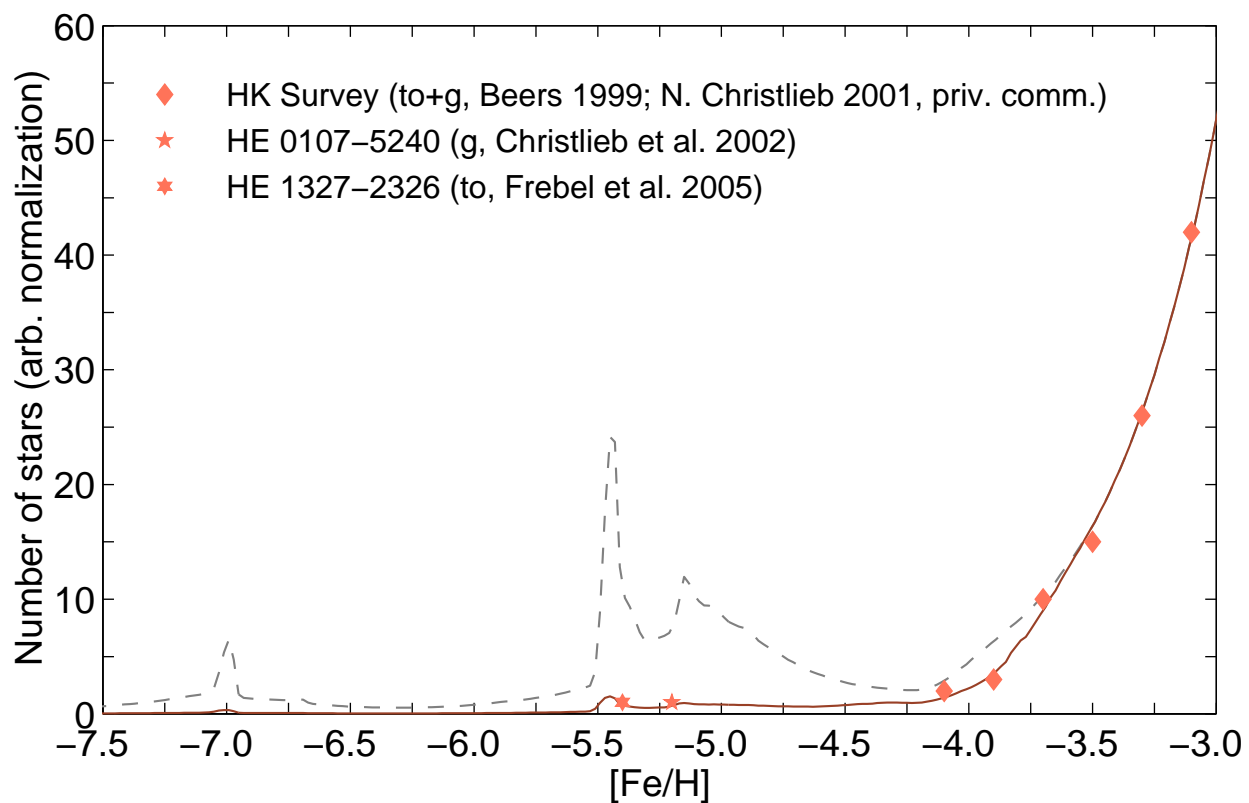 60
50
40
30
20
10
0
Number of stars (arb. normalization)
HK Survey (to+g, Beers 1999; N. Christlieb 2001, priv. comm.)
HE 0107−5240 (g, Christlieb et al. 2002)
HE 1327−2326 (to, Frebel et al. 2005)
−7.5 −7.0 −6.5 −6.0 −5.5 −5.0 −4.5 −4.0 −3.5 −3.0
[Fe/H]